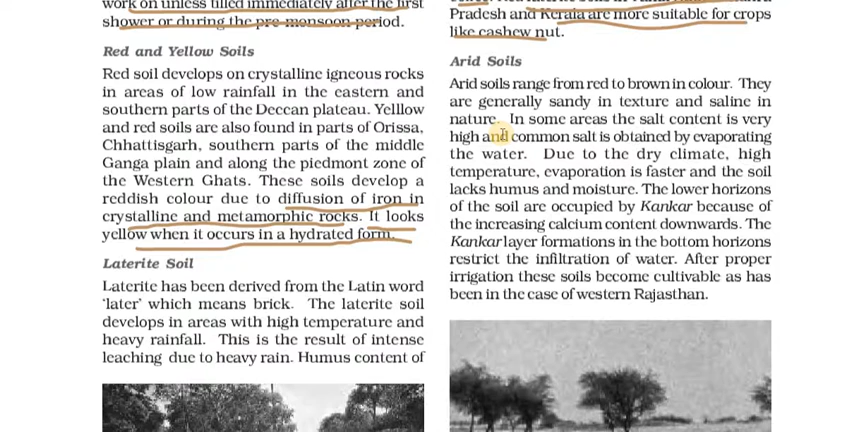 work on unless tilled immediately after the first
shower or during the pre-monsoon period.
Red and Yellow Soils
Red soil develops on crystalline igneous rocks
in areas of low rainfall in the eastern and
southern parts of the Deccan plateau. Yelllow
and red soils are also found in parts of Orissa,
Chhattisgarh, southern parts of the middle
Ganga plain and along the piedmont zone of
the Western Ghats. These soils develop a
reddish colour due to diffusion of iron in
crystalline and metamorphic rocks. It looks
yellow when it occurs in a hydrated form.
Laterite Soil
Laterite has been derived from the Latin word
'later' which means brick. The laterite soil
develops in areas with high temperature and
heavy rainfall. This is the result of intense
leaching due to heavy rain. Humus content of
Pradesh and Kerala are more suitable for crops
like cashew nut.
Arid Soils
Arid soils range from red to brown in colour. They
are generally sandy in texture and saline in
nature. In some areas the salt content is very
high and common salt is obtained by evaporating
the water. Due to the dry climate, high
temperature, evaporation is faster and the soil
lacks humus and moisture. The lower horizons
of the soil are occupied by Kankar because of
the increasing calcium content downwards. The
Kankar layer formations in the bottom horizons
restrict the infiltration of water. After proper
irrigation these soils become cultivable as has
been in the case of western Rajasthan.